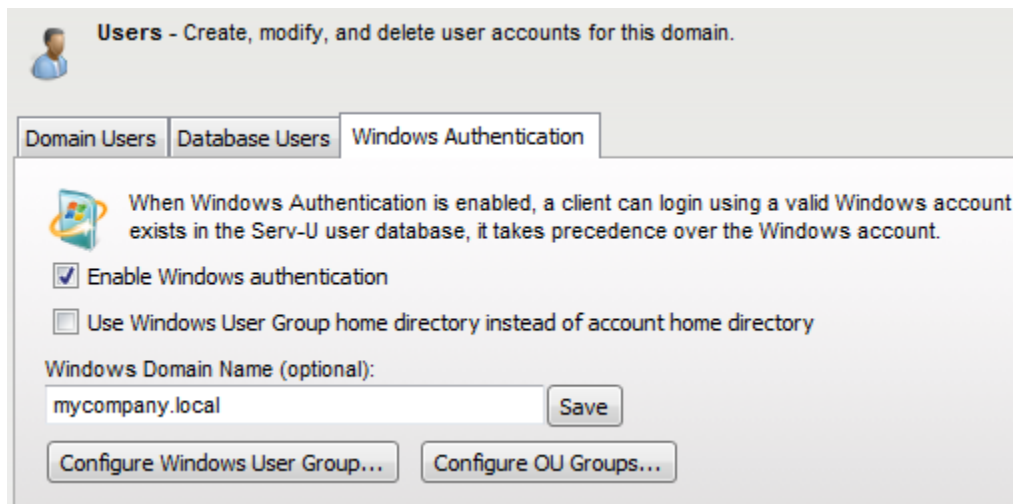 Users - Create, modify, and delete user accounts for this domain.
Domain Users Database Users Windows Authentication
When Windows Authentication is enabled, a client can login using a valid Windows account
exists in the Serv-U user database, it takes precedence over the Windows account.
Enable Windows authentication
Use Windows User Group home directory instead of account home directory
Windows Domain Name (optional):
mycompany.local Save
Configure Windows User Group... Configure OU Groups...